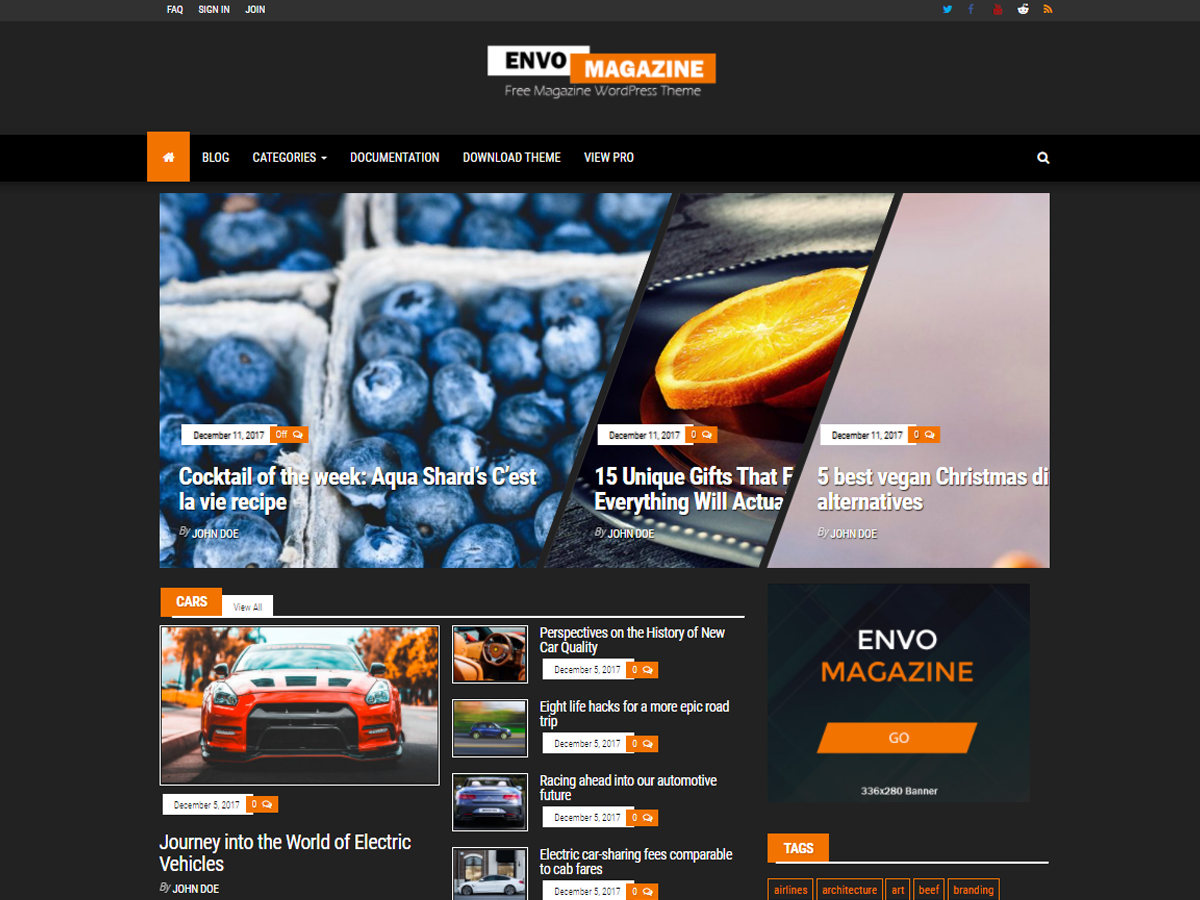 FAQ SIGN IN JOIN
ENVO MAGAZINE
Free Magazine WordPress Theme
BLOG CATEGORIES DOCUMENTATION DOWNLOAD THEME VIEW PRO
December 11, 2017 Off
Cocktail of the week: Aqua Shard's C'est
la vie recipe
By JOHN DOE
December 11, 2017 0
15 Unique Gifts That F
Everything Will Actua
By JOHN DOE
December 11, 2017 0
5 best vegan Christmas di
alternatives
By JOHN DOE
CARS View All
December 5, 2017 0
Journey into the World of Electric
Vehicles
By JOHN DOE
Perspectives on the History of New
Car Quality
December 5, 2017 0
Eight life hacks for a more epic road
trip
December 5, 2017 0
Racing ahead into our automotive
future
December 5, 2017 0
Electric car-sharing fees comparable
to cab fares
December 5, 2017 0
ENVO
MAGAZINE
GO
336x280 Banner
TAGS
airlines architecture art beef branding